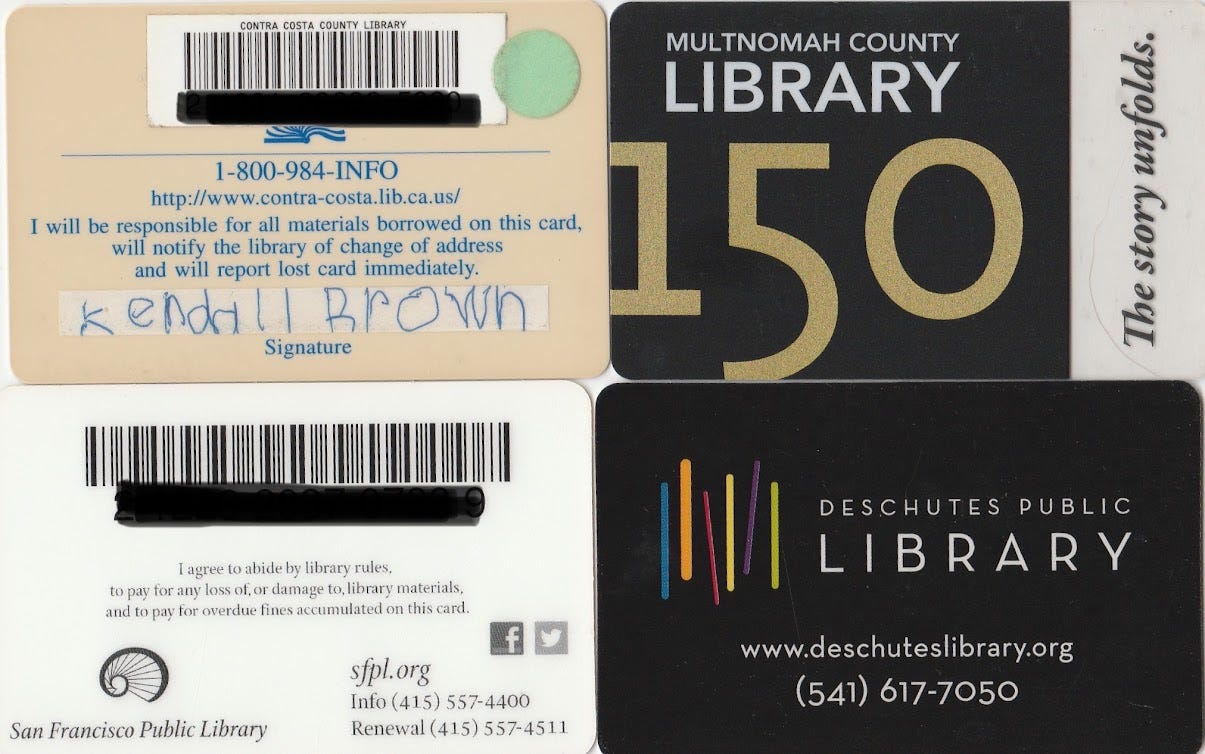 CONTRA COSTA COUNTY LIBRARY
1-800-984-INFO
http://www.contra-costa.lib.ca.us/
I will be responsible for all materials borrowed on this card,
will notify the library of change of address
and will report lost card immediately.
Kendall Brown
Signature
MULTNOMAH COUNTY
LIBRARY
150
The story unfolds.
I agree to abide by library rules,
to pay for any loss of, or damage to, library materials,
and to pay for overdue fines accumulated on this card.
sfpl.org
Info (415) 557-4400
San Francisco Public Library
Renewal (415) 557-4511
DESCHUTES PUBLIC
LIBRARY
www.deschuteslibrary.org
(541) 617-7050